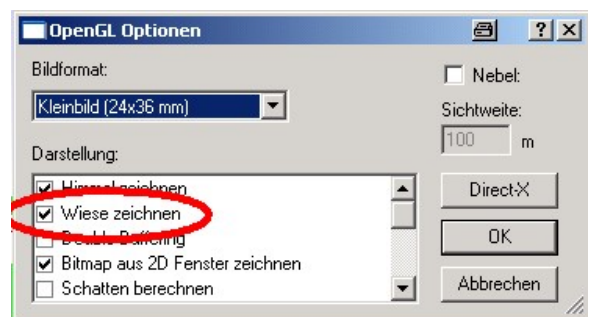 OpenGL Optionen
Bildformat:
Kleinbild (24x36 mm)
Nebel:
Sichtweite:
100 m
Darstellung:
Himmel zeichnen
Wiese zeichnen
Double Buffering
Bitmap aus 2D Fenster zeichnen
Schatten berechnen
Direct-X
OK
Abbrechen